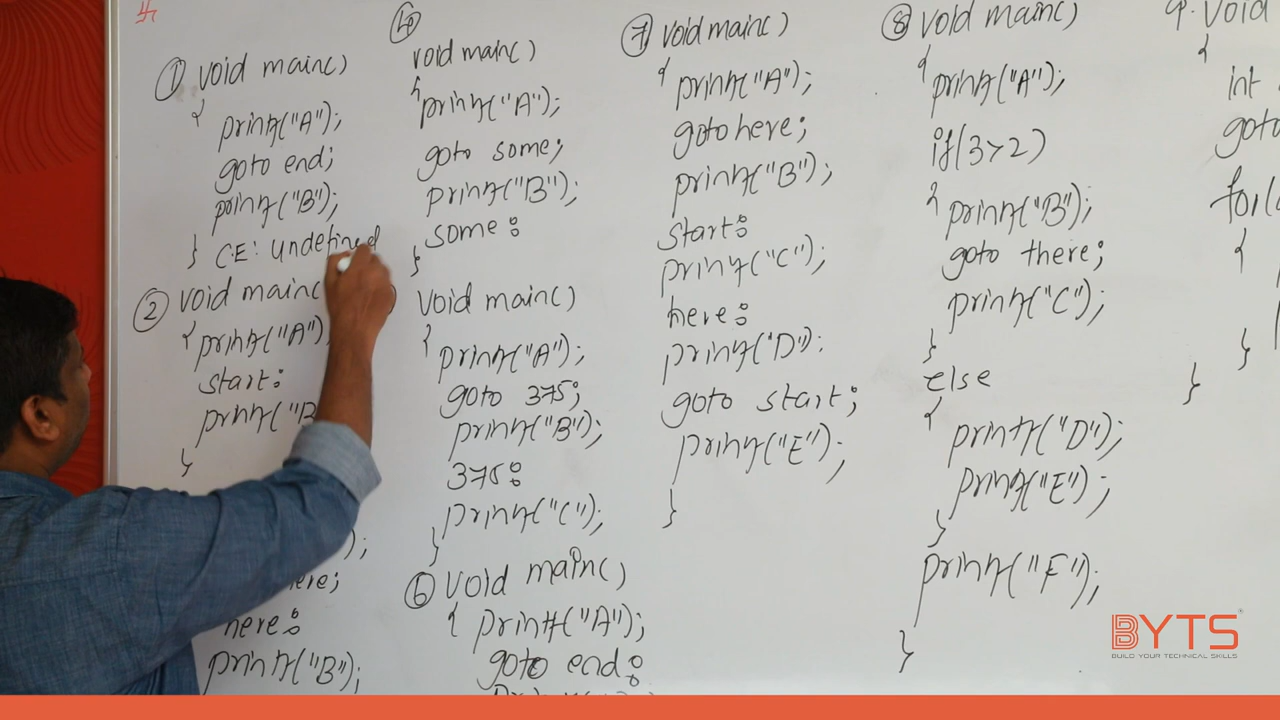 卐
① void main()
{
printf("A");
goto end;
printf("B");
} C.E: undefined
② void main(
{ printf("A")
start:
printf("B
}
);
here;
here:
printf("B");
④
void main()
{ printf("A");
goto some;
printf("B");
some:
}
void main()
{ printf("A");
goto 375;
printf("B");
375:
printf("C");
}
⑥ void main()
{ printf("A");
goto end:
⑦ void main()
{ printf("A");
goto here;
printf("B");
start:
printf("C");
here:
printf("D");
goto start;
printf("E");
}
⑧ void main()
{ printf("A");
if(3>2)
{ printf("B");
goto there;
printf("C");
}
else
{ printf("D");
printf("E");
}
printf("F");
}
9. void
{
int
goto
for(
{
}
}
BYTS
BUILD YOUR TECHNICAL SKILLS